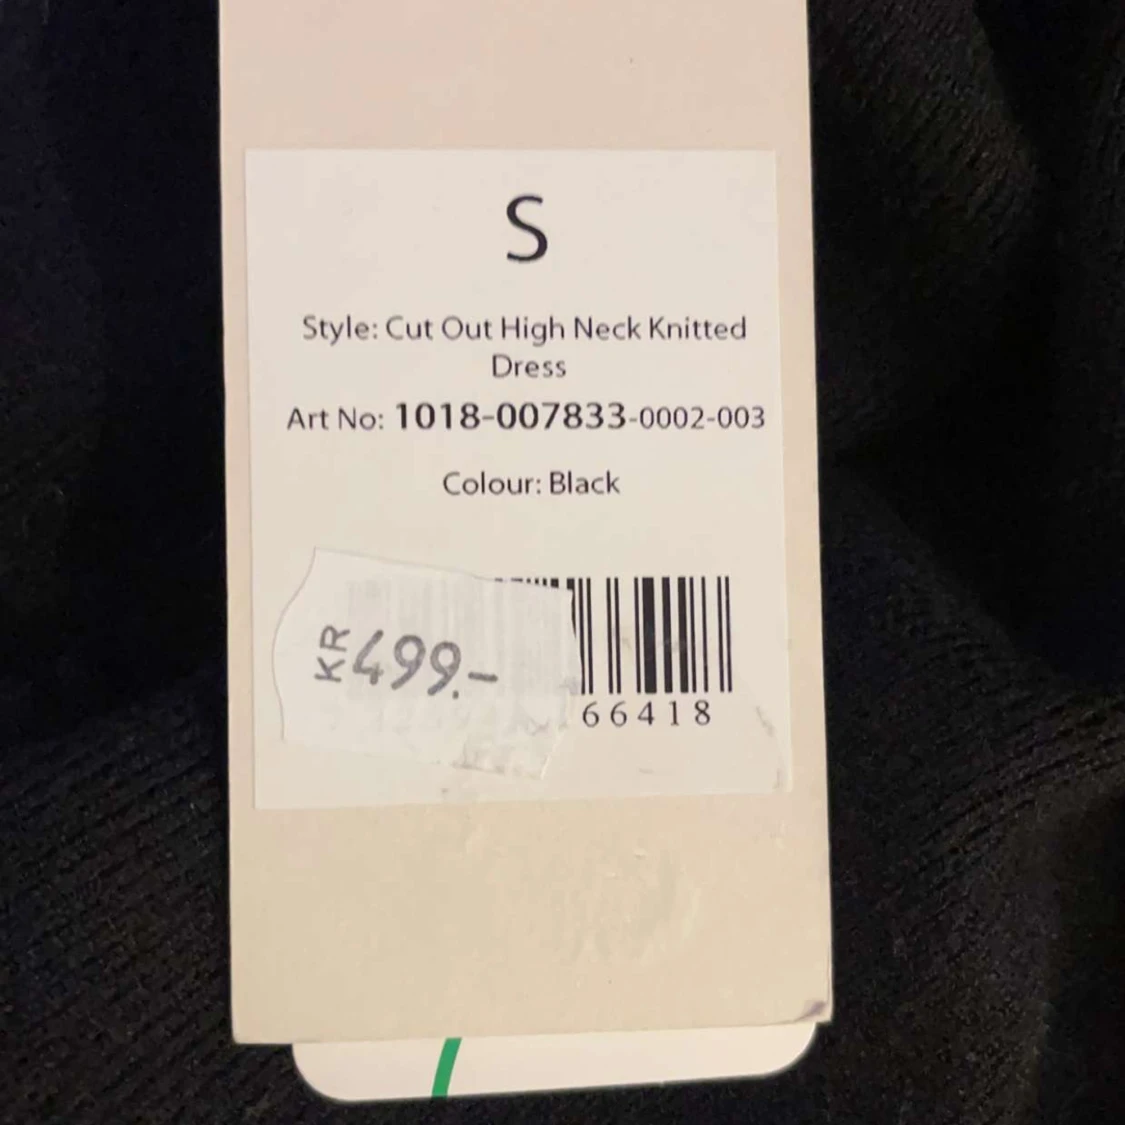 S
Style: Cut Out High Neck Knitted
Dress
Art No: 1018-007833-0002-003
Colour: Black
KR 499.-
66418